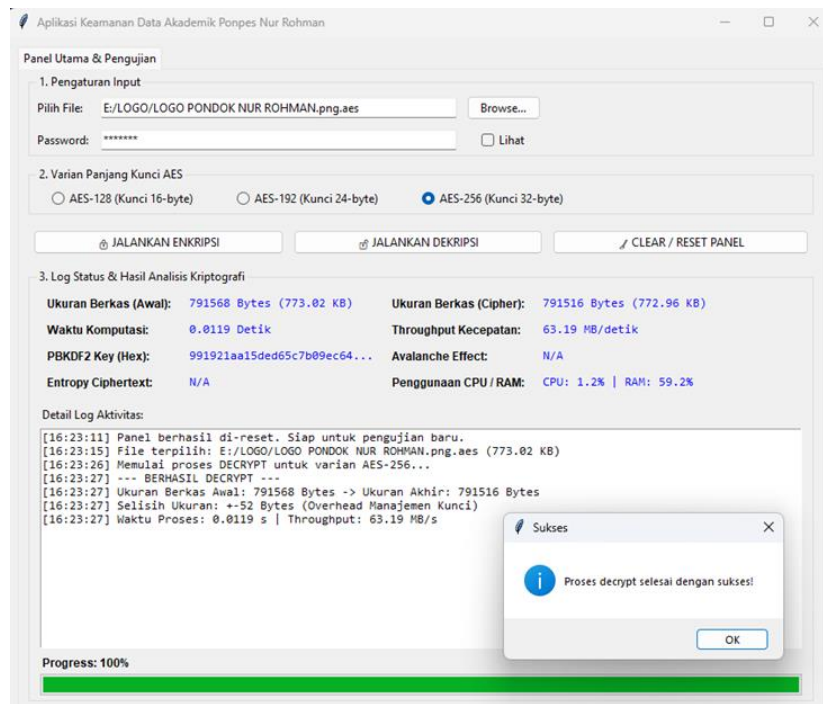 Aplikasi Keamanan Data Akademik Ponpes Nur Rohman
Panel Utama & Pengujian
1. Pengaturan Input
Pilih File: E:/LOGO/LOGO PONDOK NUR ROHMAN.png.aes Browse...
Password: ******* Lihat
2. Varian Panjang Kunci AES
AES-128 (Kunci 16-byte) AES-192 (Kunci 24-byte) AES-256 (Kunci 32-byte)
JALANKAN ENKRIPSI JALANKAN DEKRIPSI CLEAR / RESET PANEL
3. Log Status & Hasil Analisis Kriptografi
Ukuran Berkas (Awal): 791568 Bytes (773.02 KB) Ukuran Berkas (Cipher): 791516 Bytes (772.96 KB)
Waktu Komputasi: 0.0119 Detik Throughput Kecepatan: 63.19 MB/detik
PBKDF2 Key (Hex): 991921aa15ded65c7b09ec64... Avalanche Effect: N/A
Entropy Ciphertext: N/A Penggunaan CPU / RAM: CPU: 1.2% | RAM: 59.2%
Detail Log Aktivitas:
[16:23:11] Panel berhasil di-reset. Siap untuk pengujian baru.
[16:23:15] File terpilih: E:/LOGO/LOGO PONDOK NUR ROHMAN.png.aes (773.02 KB)
[16:23:26] Memulai proses DECRYPT untuk varian AES-256...
[16:23:27] --- BERHASIL DECRYPT ---
[16:23:27] Ukuran Berkas Awal: 791568 Bytes -> Ukuran Akhir: 791516 Bytes
[16:23:27] Selisih Ukuran: +-52 Bytes (Overhead Manajemen Kunci)
[16:23:27] Waktu Proses: 0.0119 s | Throughput: 63.19 MB/s
Sukses
Proses decrypt selesai dengan sukses!
OK
Progress: 100%